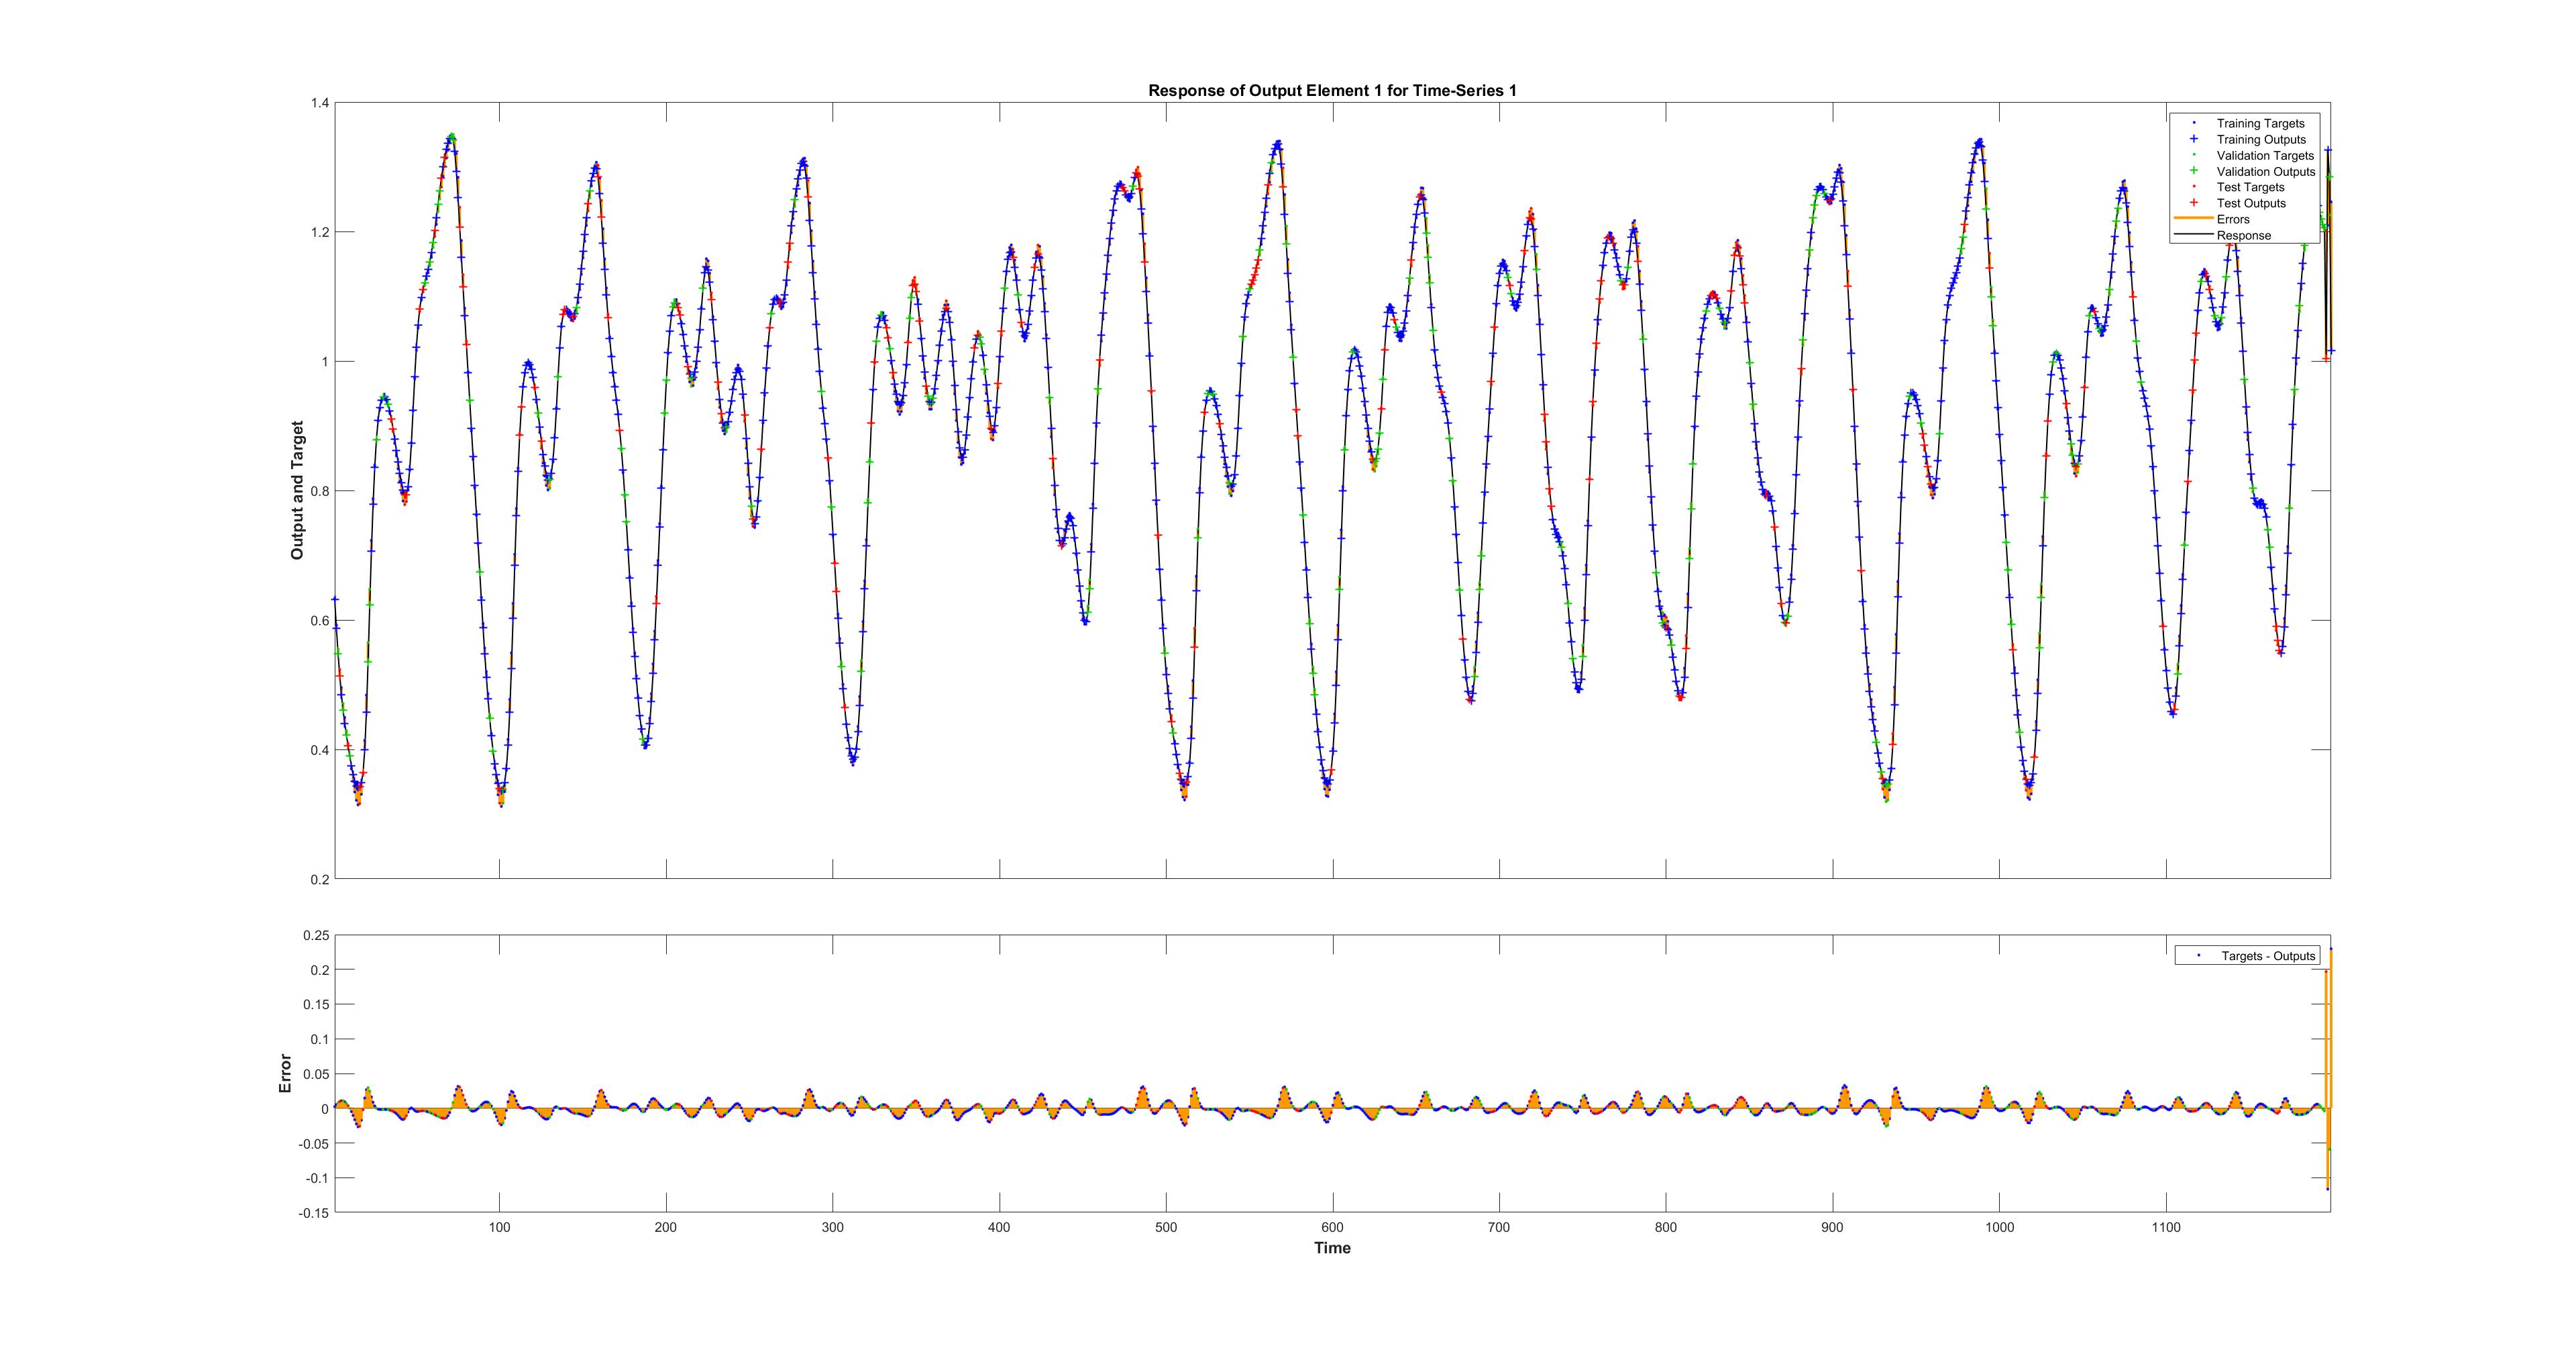 Response of Output Element 1 for Time-Series 1
1.4
1.2
1
0.8
0.6
0.4
0.2
Output and Target
Training Targets
Training Outputs
Validation Targets
Validation Outputs
Test Targets
Test Outputs
Errors
Response
0.25
0.2
0.15
0.1
0.05
0
-0.05
-0.1
-0.15
Error
Targets - Outputs
100 200 300 400 500 600 700 800 900 1000 1100
Time